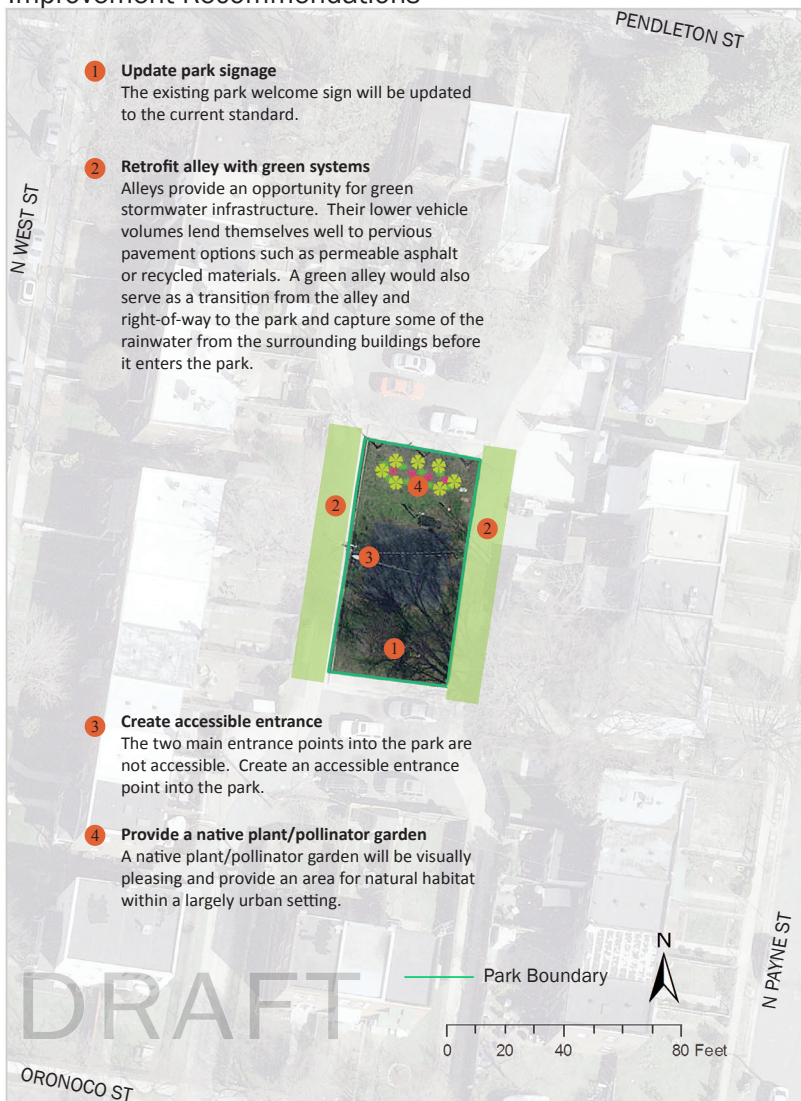 Improvement Recommendations
PENDLETON ST
N WEST ST
1 Update park signage
The existing park welcome sign will be updated
to the current standard.
2 Retrofit alley with green systems
Alleys provide an opportunity for green
stormwater infrastructure. Their lower vehicle
volumes lend themselves well to pervious
pavement options such as permeable asphalt
or recycled materials. A green alley would also
serve as a transition from the alley and
right-of-way to the park and capture some of the
rainwater from the surrounding buildings before
it enters the park.
4
2
2
3
1
3 Create accessible entrance
The two main entrance points into the park are
not accessible. Create an accessible entrance
point into the park.
4 Provide a native plant/pollinator garden
A native plant/pollinator garden will be visually
pleasing and provide an area for natural habitat
within a largely urban setting.
N PAYNE ST
N
DRAFT
Park Boundary
0 20 40 80 Feet
ORONOCO ST